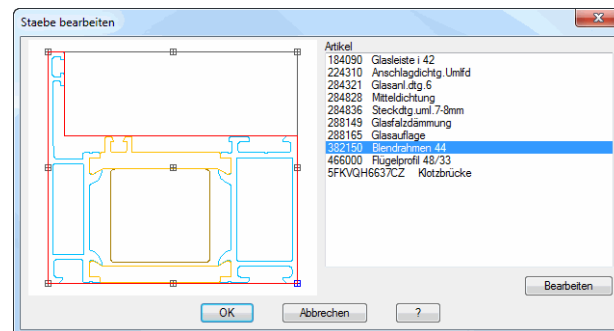 Staebe bearbeiten
Artikel
184090 Glasleiste i 42
224310 Anschlagdichtg.Umlfd
284321 Glasanl.dtg.6
284828 Mitteldichtung
284836 Steckdtg.uml.7-8mm
288149 Glasfalzdämmung
288165 Glasauflage
382150 Blendrahmen 44
466000 Flügelprofil 48/33
5FKVQH6637CZ Klotzbrücke
Bearbeiten
OK
Abbrechen
?